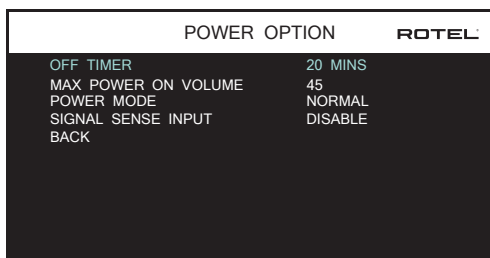 POWER OPTION ROTEL
OFF TIMER 20 MINS
MAX POWER ON VOLUME 45
POWER MODE NORMAL
SIGNAL SENSE INPUT DISABLE
BACK